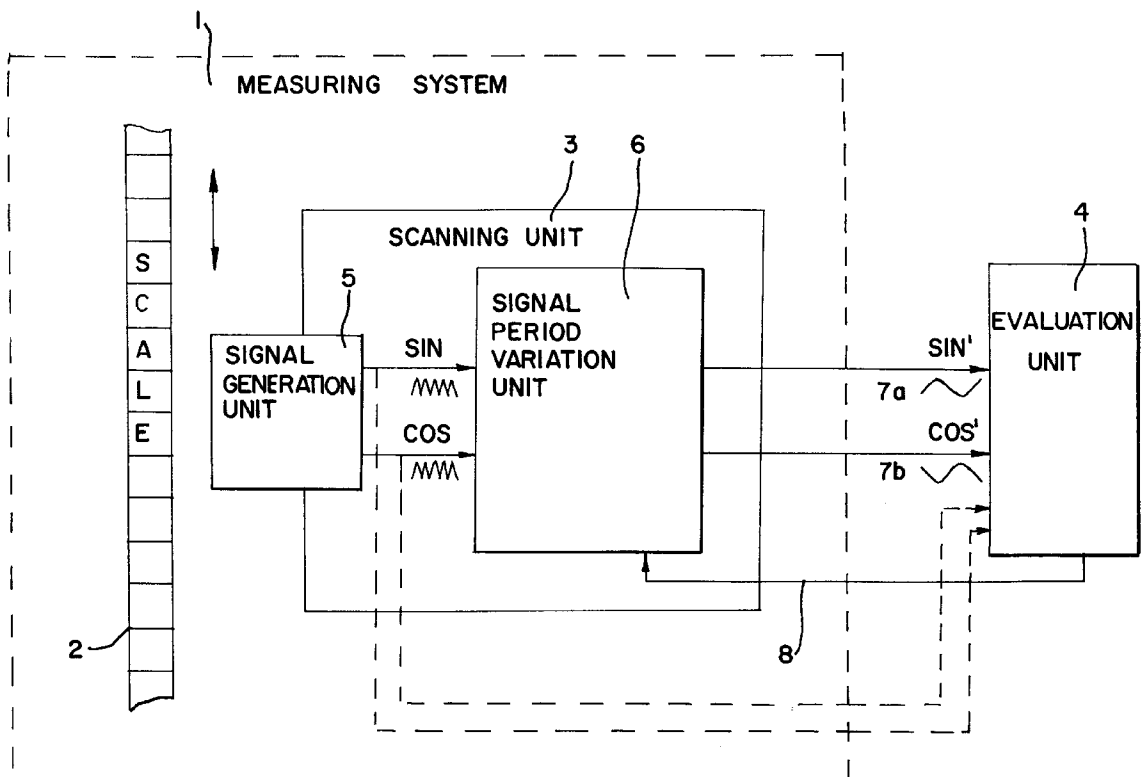 1
MEASURING SYSTEM
3
6
SCANNING UNIT
4
S
C
A
L
E
5
SIGNAL
GENERATION
UNIT
SIN
COS
SIGNAL
PERIOD
VARIATION
UNIT
SIN'
7a
COS'
7b
EVALUATION
UNIT
2
8